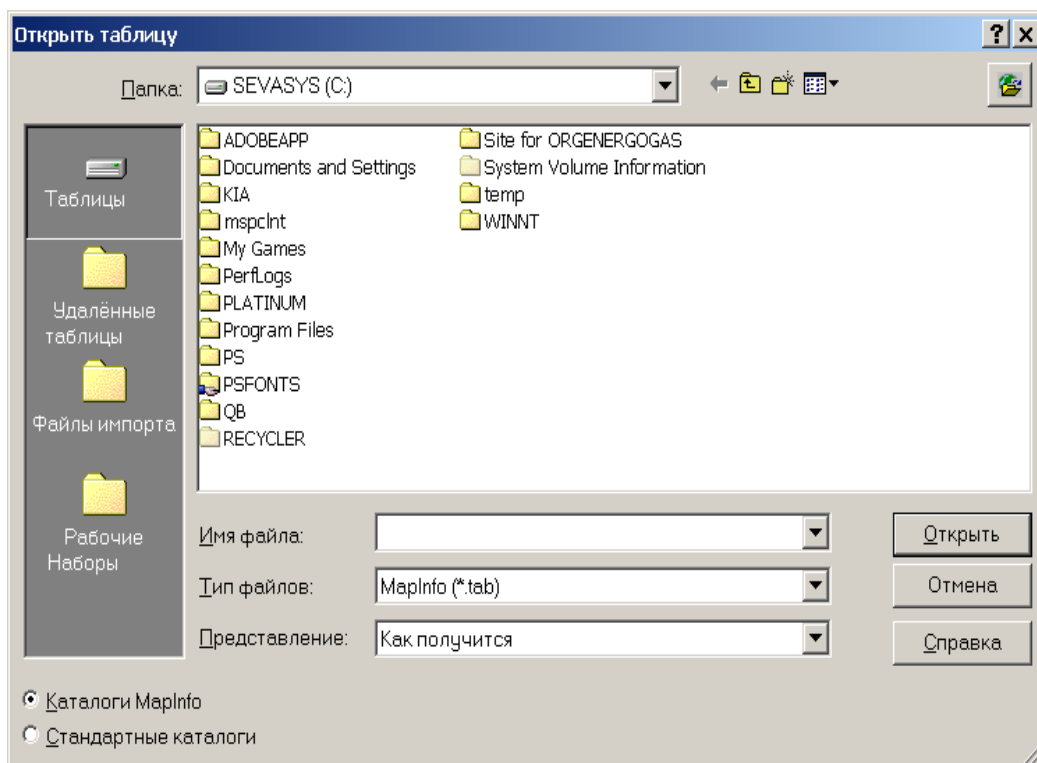 Открыть таблицу
Папка: SEVASYS (C:)
Таблицы
Удалённые
таблицы
Файлы импорта
Рабочие
Наборы
ADOBEAPP
Documents and Settings
KIA
mspclnt
My Games
PerfLogs
PLATINUM
Program Files
PS
PSFONTS
QB
RECYCLER
Site for ORGENERGOGAS
System Volume Information
temp
WINNT
Имя файла:
Открыть
Тип файлов: MapInfo (*.tab)
Отмена
Представление: Как получится
Справка
Каталоги MapInfo
Стандартные каталоги